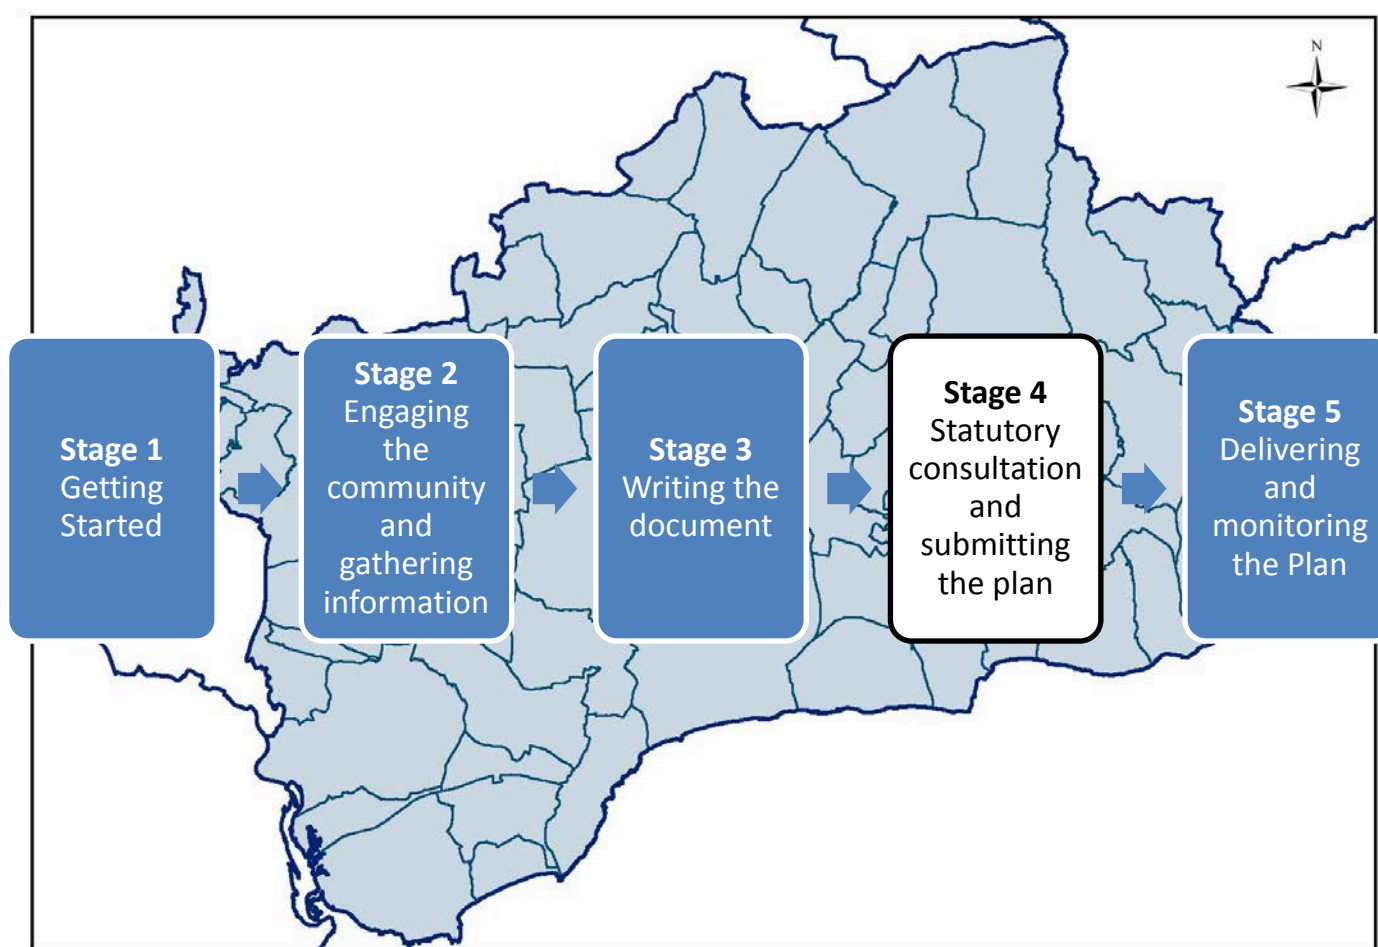 N
Stage 1
Getting
Started
Stage 2
Engaging
the
community
and
gathering
information
Stage 3
Writing the
document
Stage 4
Statutory
consultation
and
submitting
the plan
Stage 5
Delivering
and
monitoring
the Plan